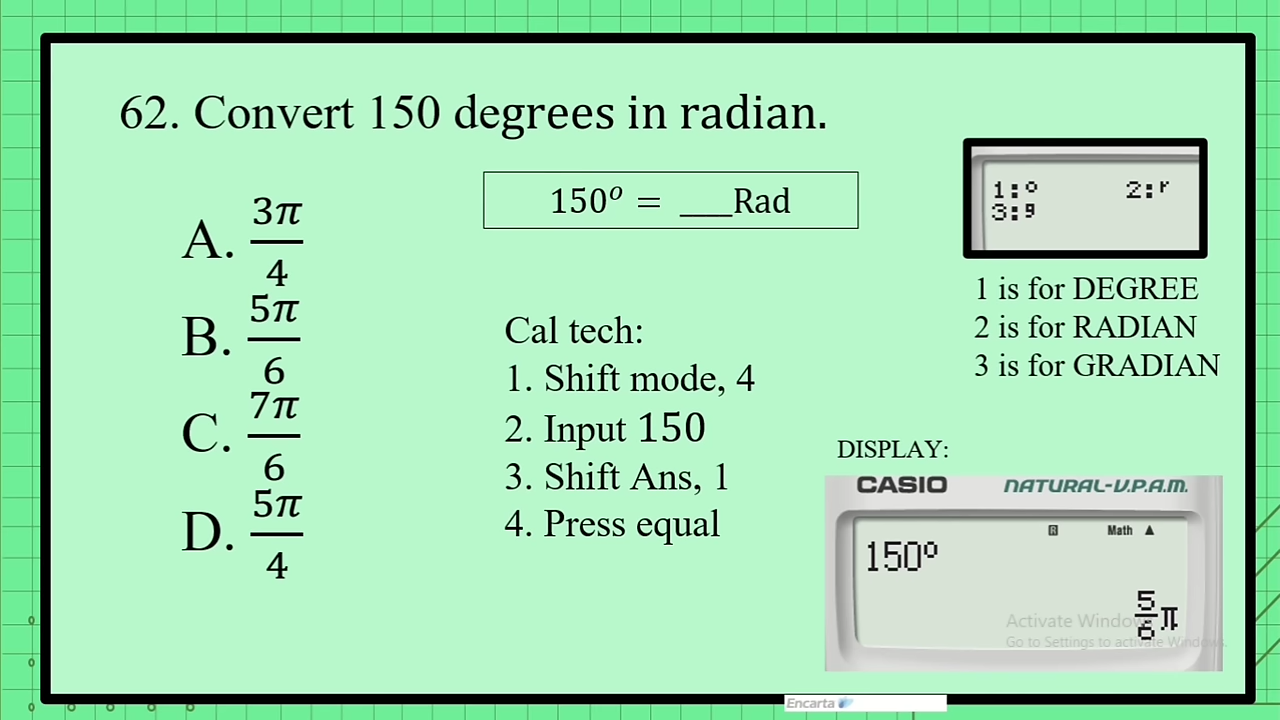 62. Convert 150 degrees in radian.
150º = ___Rad
A. 3π/4
B. 5π/6
C. 7π/6
D. 5π/4
Cal tech:
1. Shift mode, 4
2. Input 150
3. Shift Ans, 1
4. Press equal
1:º 2:r
3:g
1 is for DEGREE
2 is for RADIAN
3 is for GRADIAN
DISPLAY:
CASIO NATURAL-V.P.A.M.
R Math ▲
150º
5/6 π
Activate Windows
Go to Settings to activate Windows.
Encarta